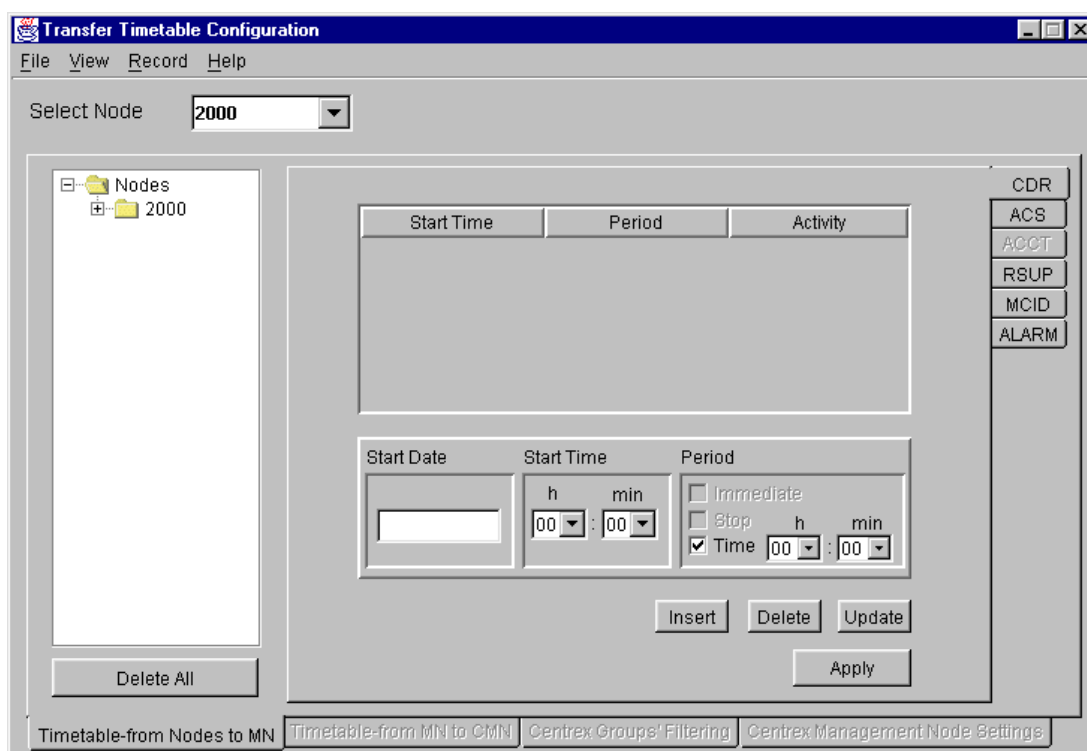 Transfer Timetable Configuration
File View Record Help
Select Node 2000
Nodes
2000
CDR
ACS
ACCT
RSUP
MCID
ALARM
Start Time Period Activity
Start Date Start Time Period
h min
00 : 00
Immediate
Stop h min
Time 00 : 00
Insert Delete Update
Apply
Delete All
Timetable-from Nodes to MN Timetable-from MN to CMN Centrex Groups' Filtering Centrex Management Node Settings